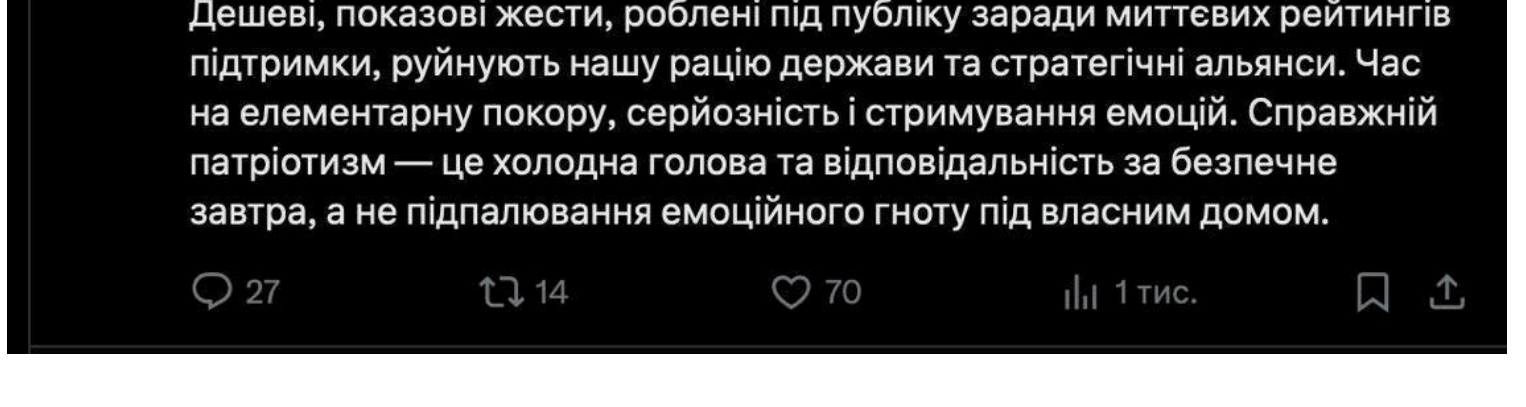 Дешеві, показові жести, роблені під публіку заради миттєвих рейтингів
підтримки, руйнують нашу рацію держави та стратегічні альянси. Час
на елементарну покору, серйозність і стримування емоцій. Справжній
патріотизм — це холодна голова та відповідальність за безпечне
завтра, а не підпалювання емоційного гноту під власним домом.
27 14 70 1 тис.